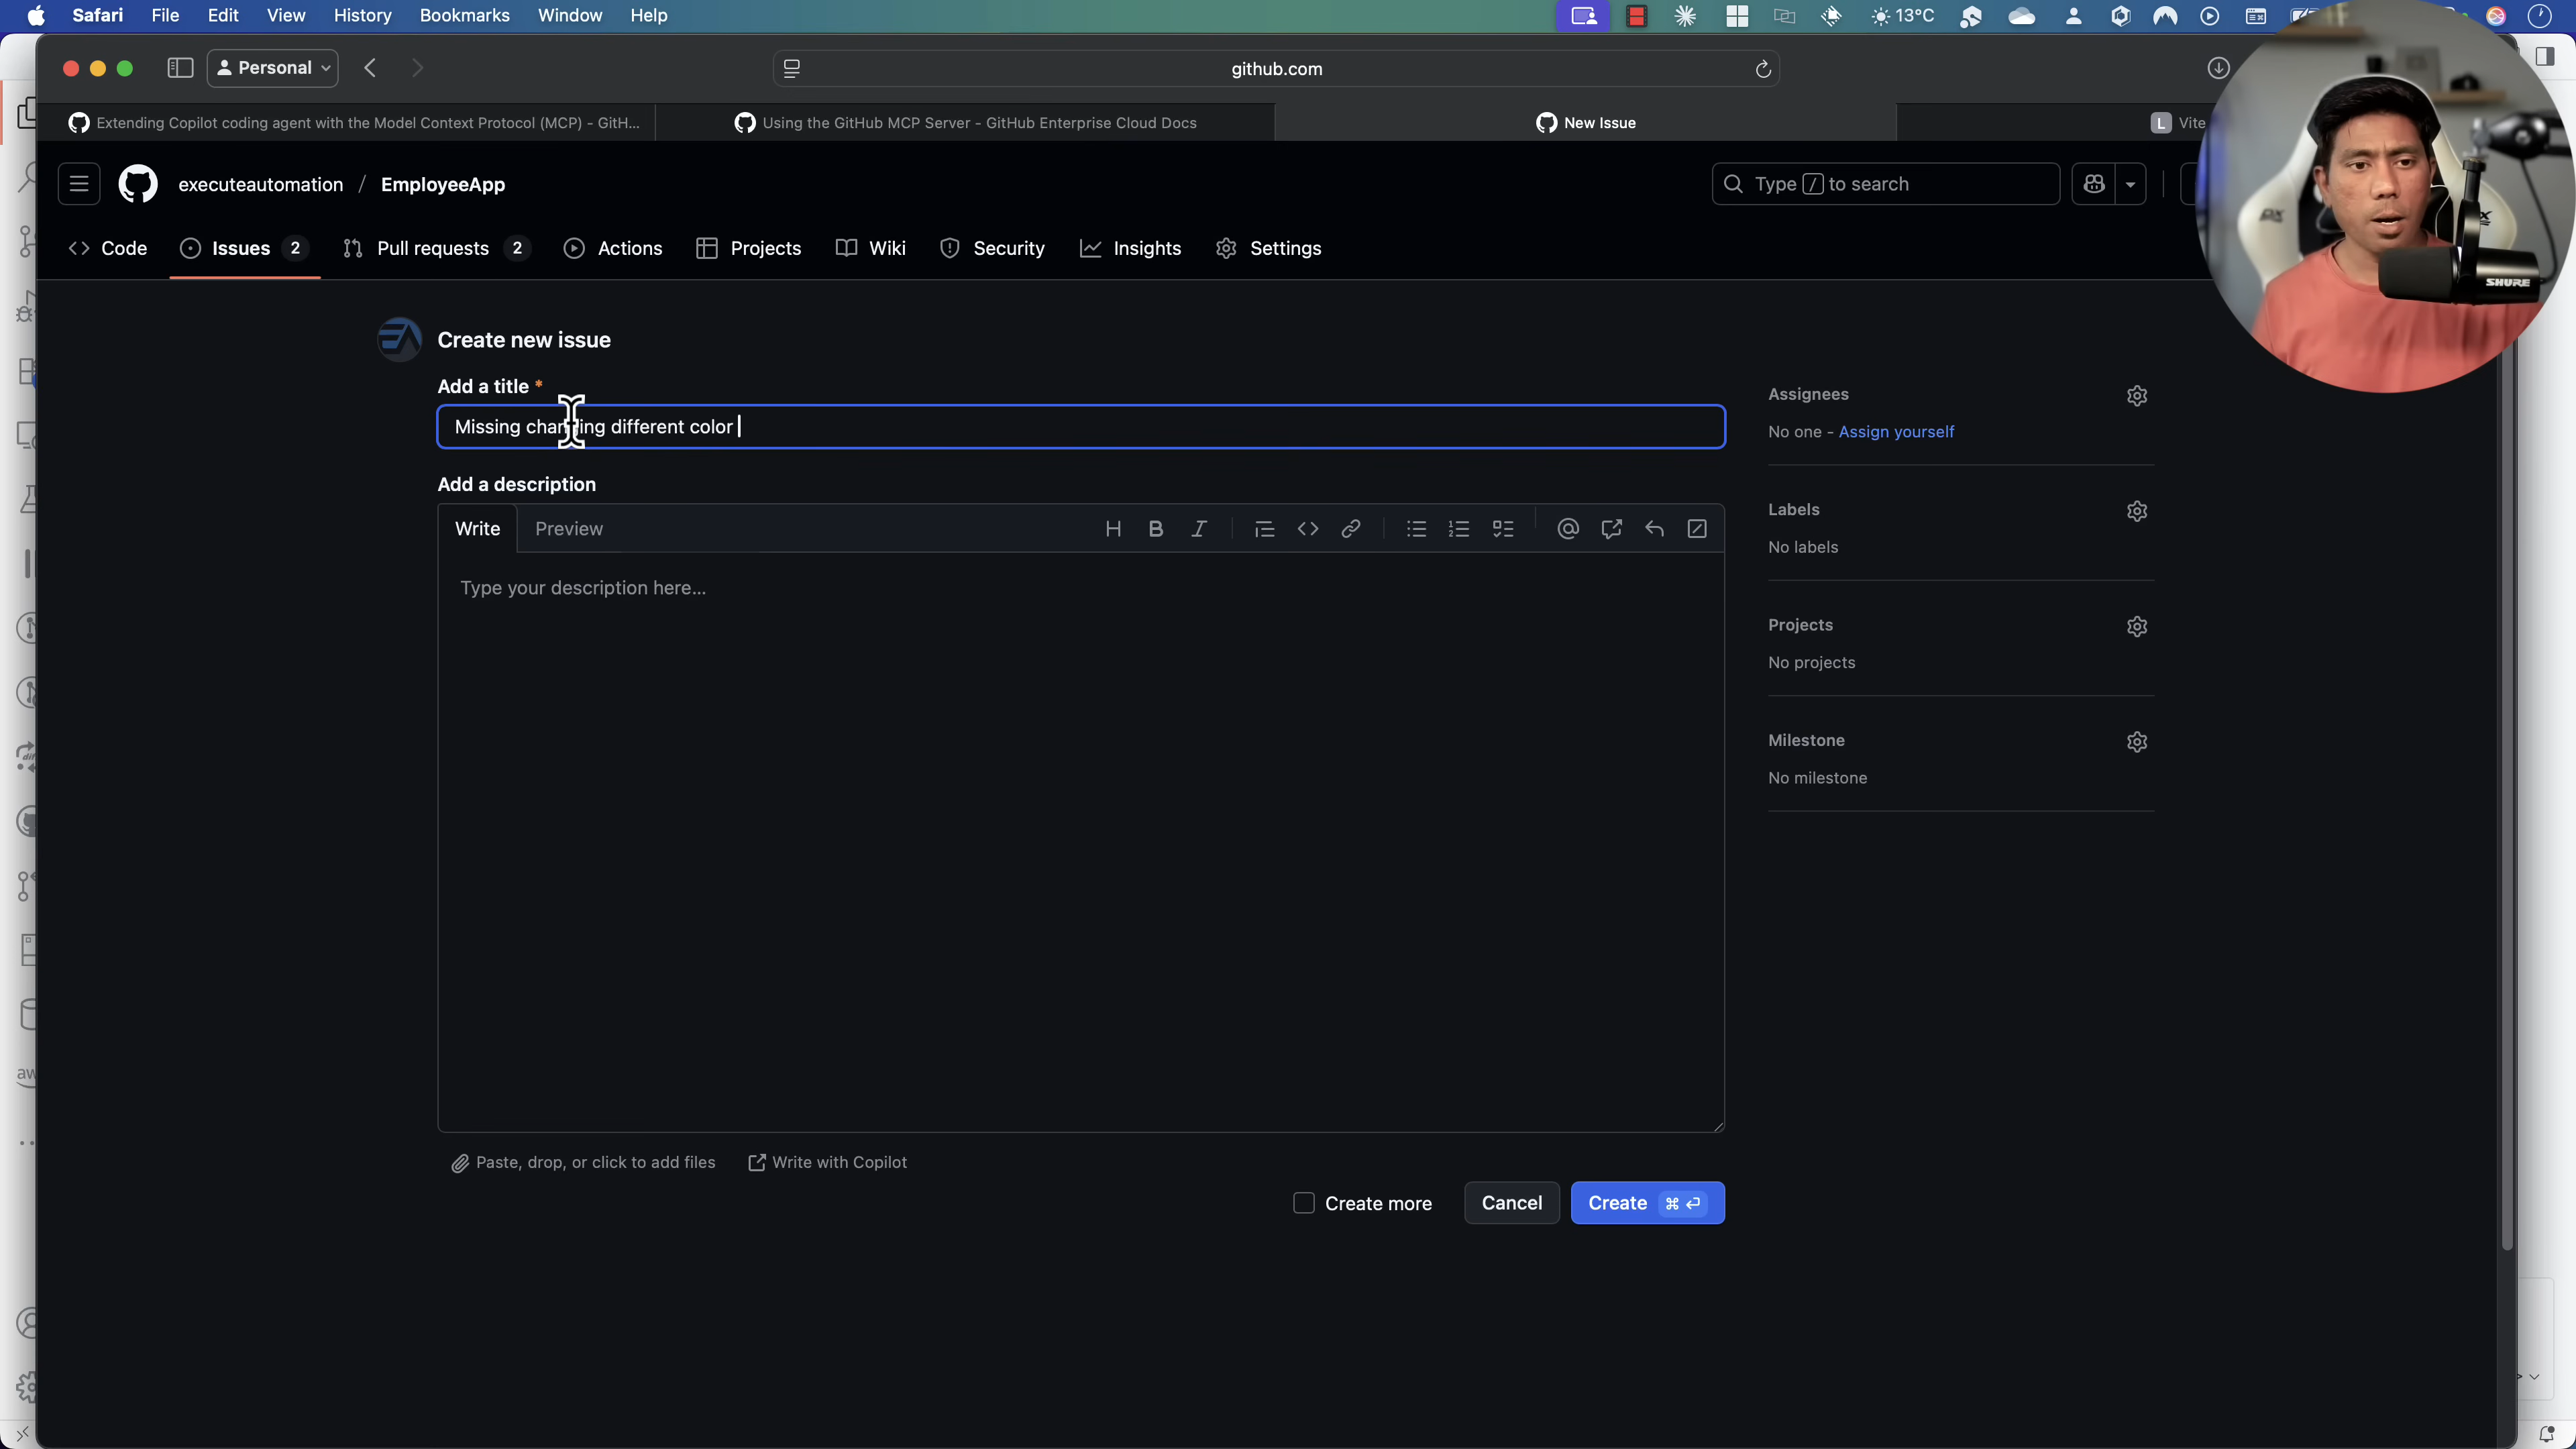 Safari File Edit View History Bookmarks Window Help 13°C
Personal github.com
Extending Copilot coding agent with the Model Context Protocol (MCP) - GitH... Using the GitHub MCP Server - GitHub Enterprise Cloud Docs New Issue L Vite
executeautomation / EmployeeApp Type / to search
Code Issues 2 Pull requests 2 Actions Projects Wiki Security Insights Settings
SHURE
Create new issue
Add a title *
Missing changing different color
Add a description
Write Preview
Type your description here...
Assignees
No one - Assign yourself
Labels
No labels
Projects
No projects
Milestone
No milestone
Paste, drop, or click to add files Write with Copilot
Create more Cancel Create ⌘ ↵